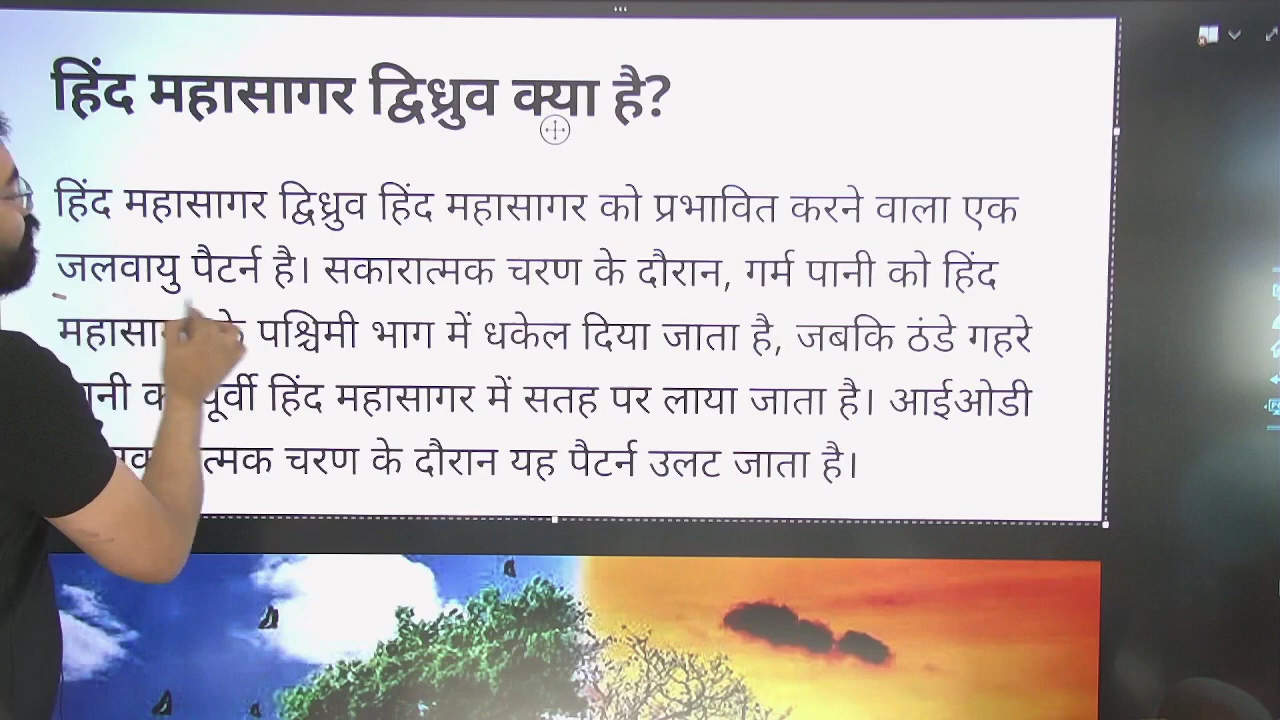 हिंद महासागर द्विध्रुव क्या है?
हिंद महासागर द्विध्रुव हिंद महासागर को प्रभावित करने वाला एक
जलवायु पैटर्न है। सकारात्मक चरण के दौरान, गर्म पानी को हिंद
पश्चिमी भाग में धकेल दिया जाता है, जबकि ठंडे गहरे
पूर्वी हिंद महासागर में सतह पर लाया जाता है। आईओडी
चरण के दौरान यह पैटर्न उलट जाता है।